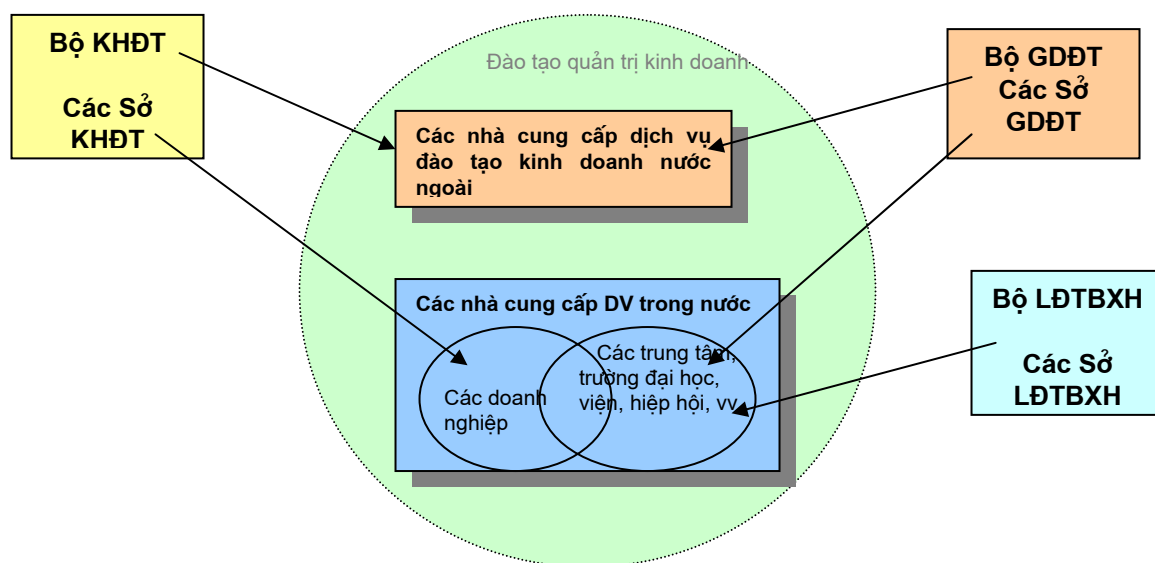 Bộ KHĐT
Các Sở
KHĐT
Đào tạo quản trị kinh doanh
Bộ GDĐT
Các Sở
GDĐT
Các nhà cung cấp dịch vụ
đào tạo kinh doanh nước
ngoài
Các nhà cung cấp DV trong nước
Các trung tâm,
trường đại học,
viện, hiệp hội, vv
Các doanh
nghiệp
Bộ LĐTBXH
Các Sở
LĐTBXH